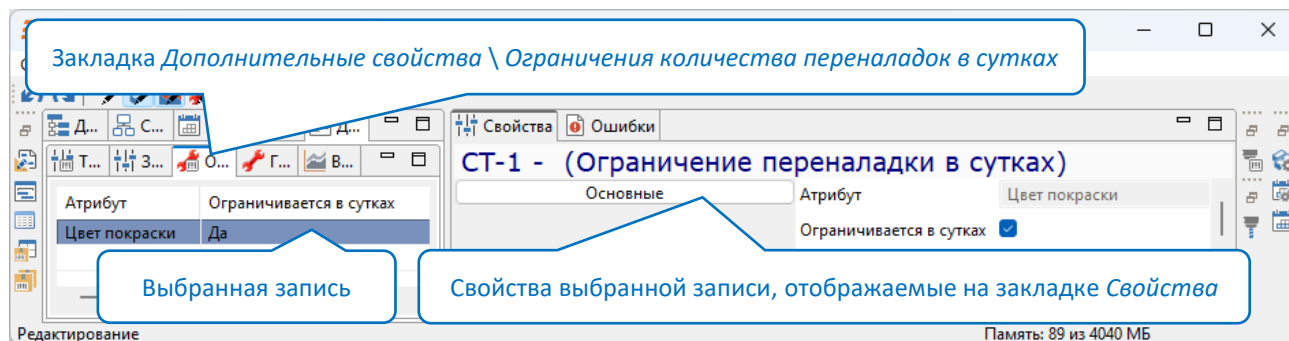 Закладка Дополнительные свойства \ Ограничения количества переналадок в сутках
Д... С... Д...
Свойства Ошибки
Т... З... О... Г... В...
СТ-1 - (Ограничение переналадки в сутках)
Атрибут Ограничивается в сутках
Цвет покраски Да
Основные
Атрибут Цвет покраски
Ограничивается в сутках
Выбранная запись
Свойства выбранной записи, отображаемые на закладке Свойства
Редактирование
Память: 89 из 4040 МБ